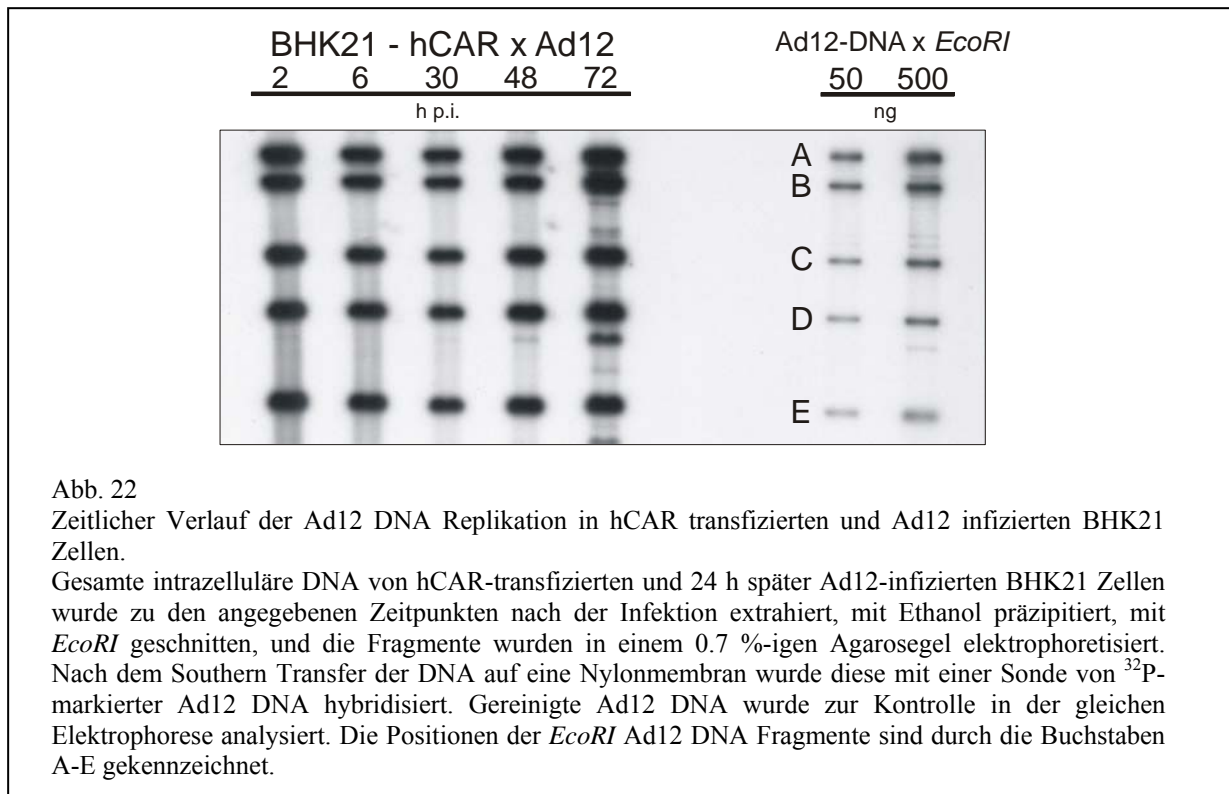 BHK21 - hCAR x Ad12
Ad12-DNA x EcoRI
2 6 30 48 72
50 500
h p.i.
ng
A
B
C
D
E
Abb. 22
Zeitlicher Verlauf der Ad12 DNA Replikation in hCAR transfizierten und Ad12 infizierten BHK21
Zellen.
Gesamte intrazelluläre DNA von hCAR-transfizierten und 24 h später Ad12-infizierten BHK21 Zellen
wurde zu den angegebenen Zeitpunkten nach der Infektion extrahiert, mit Ethanol präzipitiert, mit
EcoRI geschnitten, und die Fragmente wurden in einem 0.7 %-igen Agarosegel elektrophoretisiert.
Nach dem Southern Transfer der DNA auf eine Nylonmembran wurde diese mit einer Sonde von ³²P-
markierter Ad12 DNA hybridisiert. Gereinigte Ad12 DNA wurde zur Kontrolle in der gleichen
Elektrophorese analysiert. Die Positionen der EcoRI Ad12 DNA Fragmente sind durch die Buchstaben
A-E gekennzeichnet.